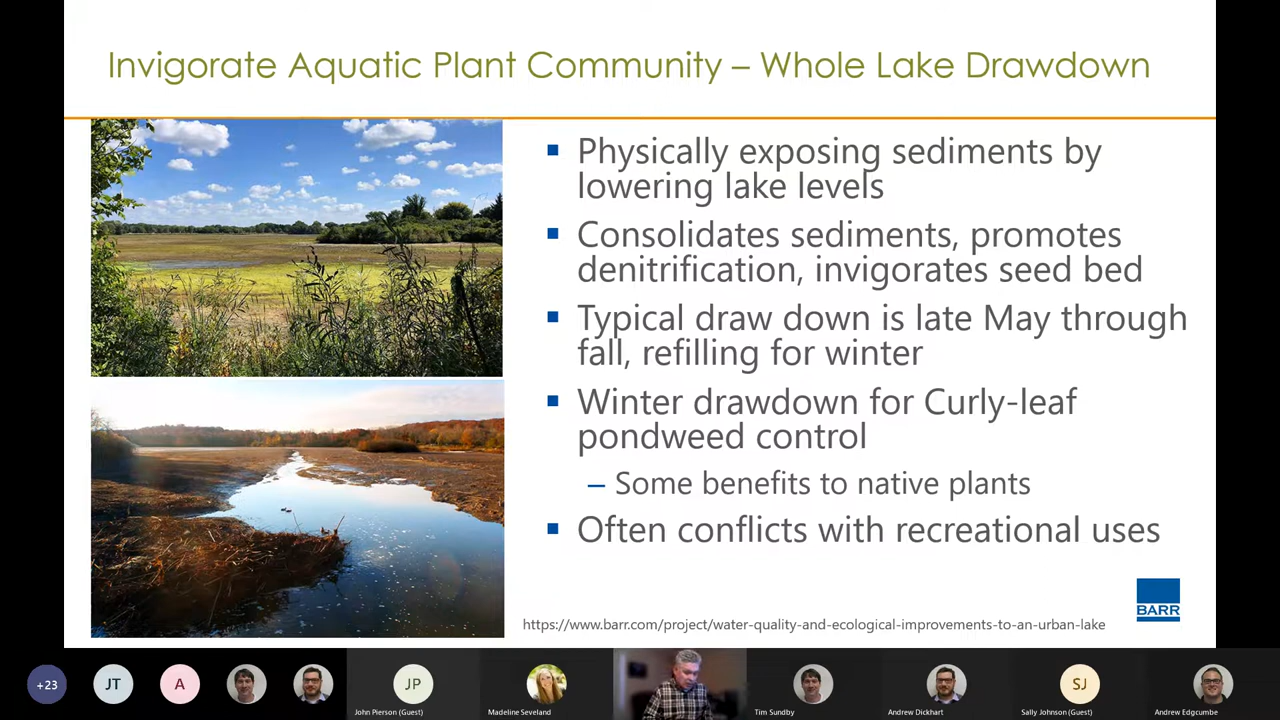 Invigorate Aquatic Plant Community – Whole Lake Drawdown
Physically exposing sediments by
lowering lake levels
Consolidates sediments, promotes
denitrification, invigorates seed bed
Typical draw down is late May through
fall, refilling for winter
Winter drawdown for Curly-leaf
pondweed control
– Some benefits to native plants
Often conflicts with recreational uses
BARR
https://www.barr.com/project/water-quality-and-ecological-improvements-to-an-urban-lake
+23
JT
A
JP
SJ
John Pierson (Guest)
Madeline Seveland
Tim Sundby
Andrew Dickhart
Sally Johnson (Guest)
Andrew Edgcumbe